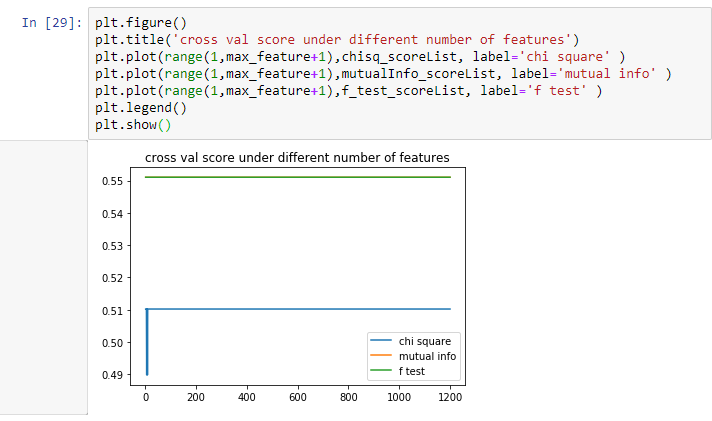 In [29]:
plt.figure()
plt.title('cross val score under different number of features')
plt.plot(range(1,max_feature+1),chisq_scoreList, label='chi square' )
plt.plot(range(1,max_feature+1),mutualInfo_scoreList, label='mutual info' )
plt.plot(range(1,max_feature+1),f_test_scoreList, label='f test' )
plt.legend()
plt.show()
cross val score under different number of features
0.55
0.54
0.53
0.52
0.51
0.50
0.49
chi square
mutual info
f test
0 200 400 600 800 1000 1200